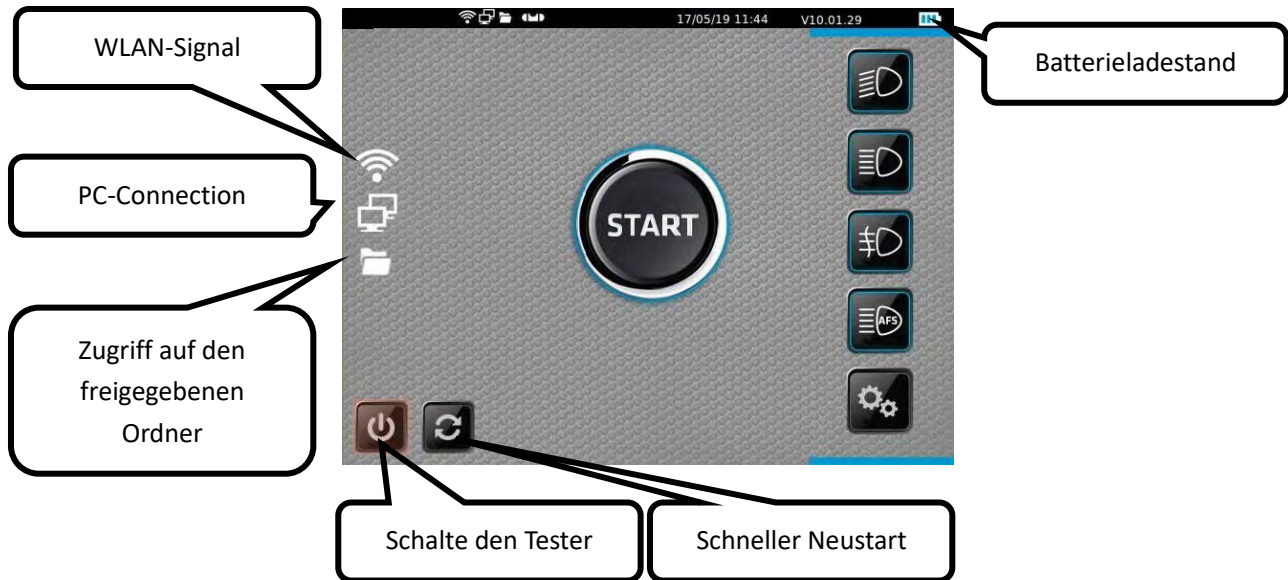 17/05/19 11:44 V10.01.29
WLAN-Signal
Batterieladestand
PC-Connection
START
AFS
Zugriff auf den
freigegebenen
Ordner
Schalte den Tester
Schneller Neustart